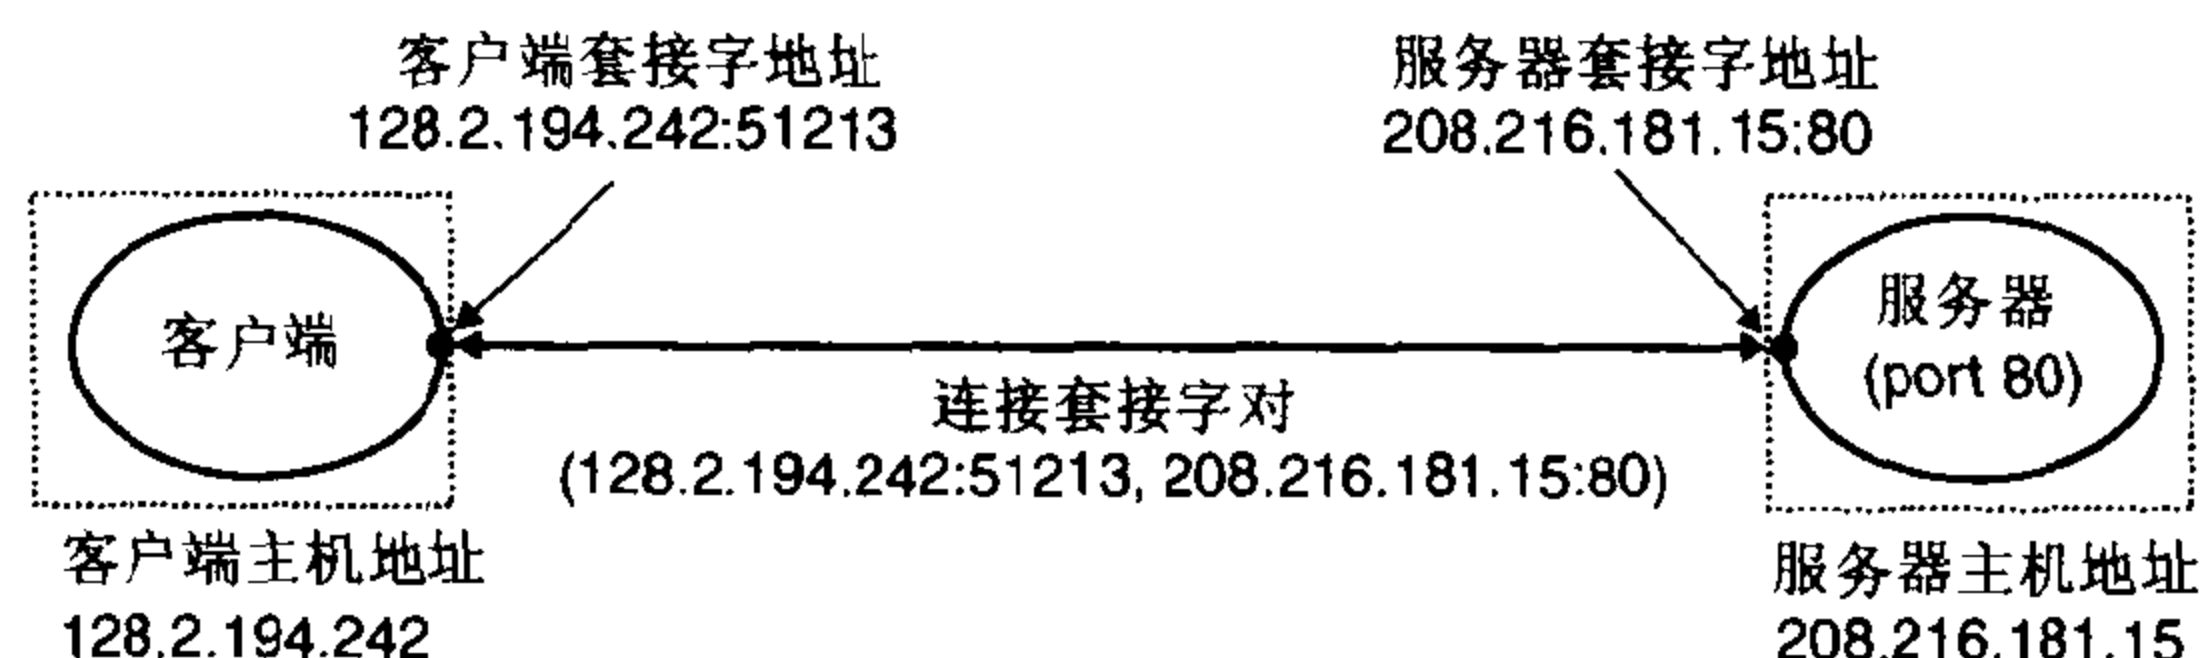 客户端套接字地址
128.2.194.242:51213
服务器套接字地址
208.216.181.15:80
客户端
服务器
(port 80)
连接套接字对
(128.2.194.242:51213, 208.216.181.15:80)
客户端主机地址
128.2.194.242
服务器主机地址
208.216.181.15